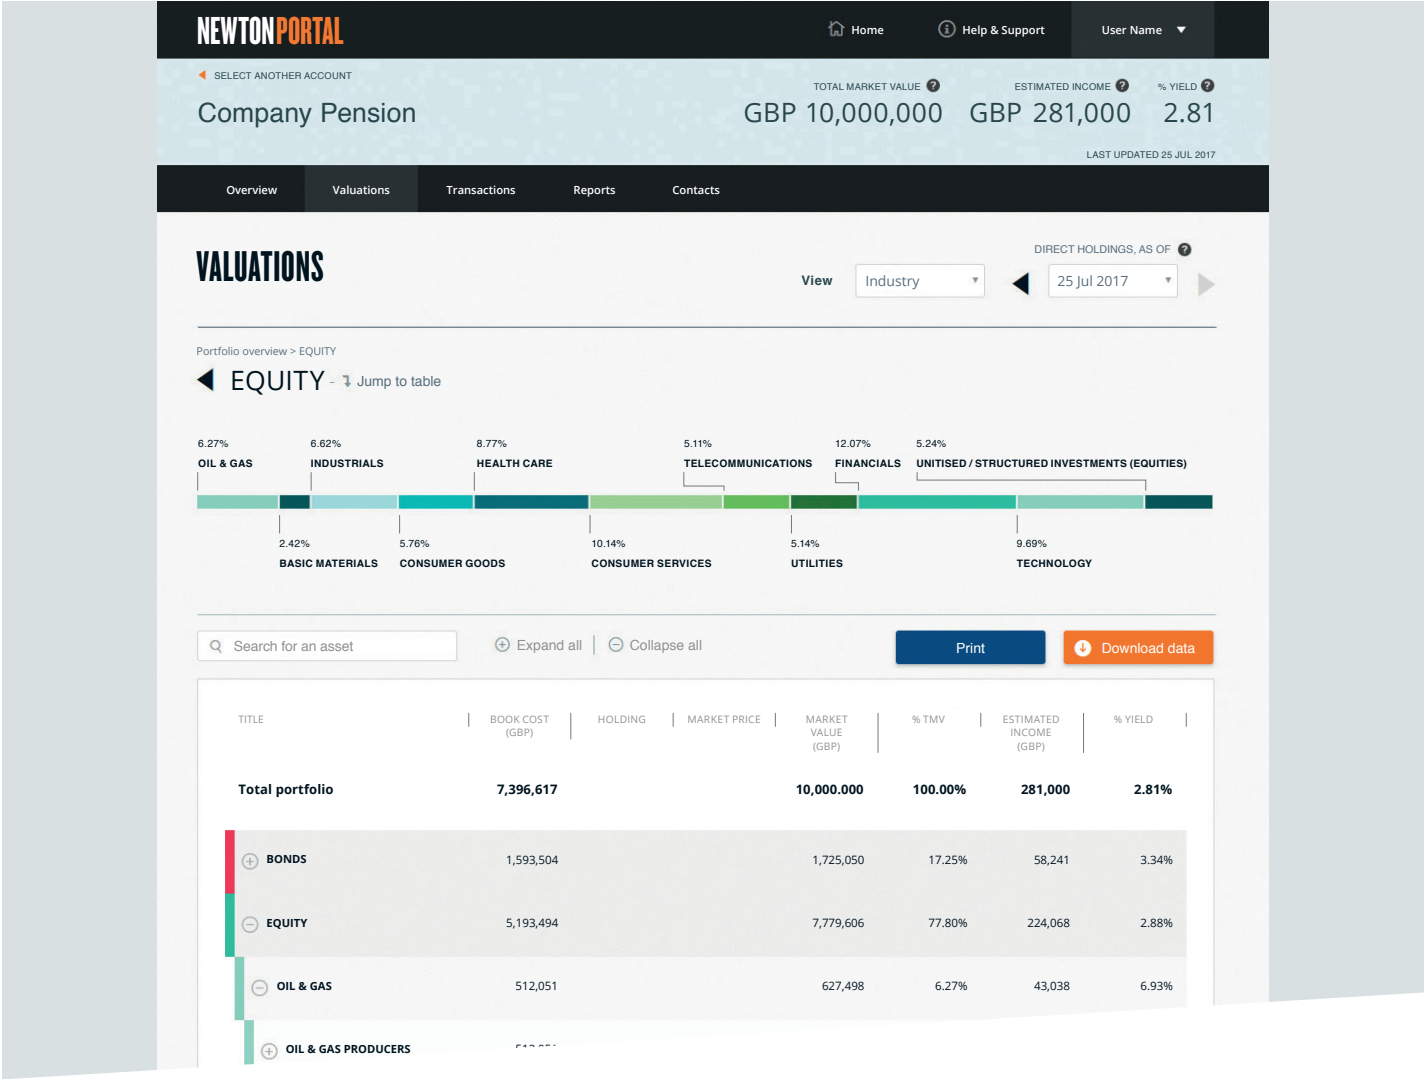 NEWTONPORTAL
Home
Help & Support
User Name
SELECT ANOTHER ACCOUNT
Company Pension
TOTAL MARKET VALUE ?
GBP 10,000,000
ESTIMATED INCOME ?
GBP 281,000
% YIELD ?
2.81
LAST UPDATED 25 JUL 2017
Overview
Valuations
Transactions
Reports
Contacts
VALUATIONS
DIRECT HOLDINGS, AS OF ?
View
Industry
25 Jul 2017
Portfolio overview > EQUITY
EQUITY - Jump to table
6.27%
OIL & GAS
6.62%
INDUSTRIALS
8.77%
HEALTH CARE
5.11%
TELECOMMUNICATIONS
12.07%
FINANCIALS
5.24%
UNITISED / STRUCTURED INVESTMENTS (EQUITIES)
2.42%
BASIC MATERIALS
5.76%
CONSUMER GOODS
10.14%
CONSUMER SERVICES
5.14%
UTILITIES
9.69%
TECHNOLOGY
Search for an asset
Expand all
Collapse all
Print
Download data
TITLE
BOOK COST
(GBP)
HOLDING
MARKET PRICE
MARKET
VALUE
(GBP)
% TMV
ESTIMATED
INCOME
(GBP)
% YIELD
Total portfolio 7,396,617 10,000.000 100.00% 281,000 2.81%
BONDS 1,593,504 1,725,050 17.25% 58,241 3.34%
EQUITY 5,193,494 7,779,606 77.80% 224,068 2.88%
OIL & GAS 512,051 627,498 6.27% 43,038 6.93%
OIL & GAS PRODUCERS